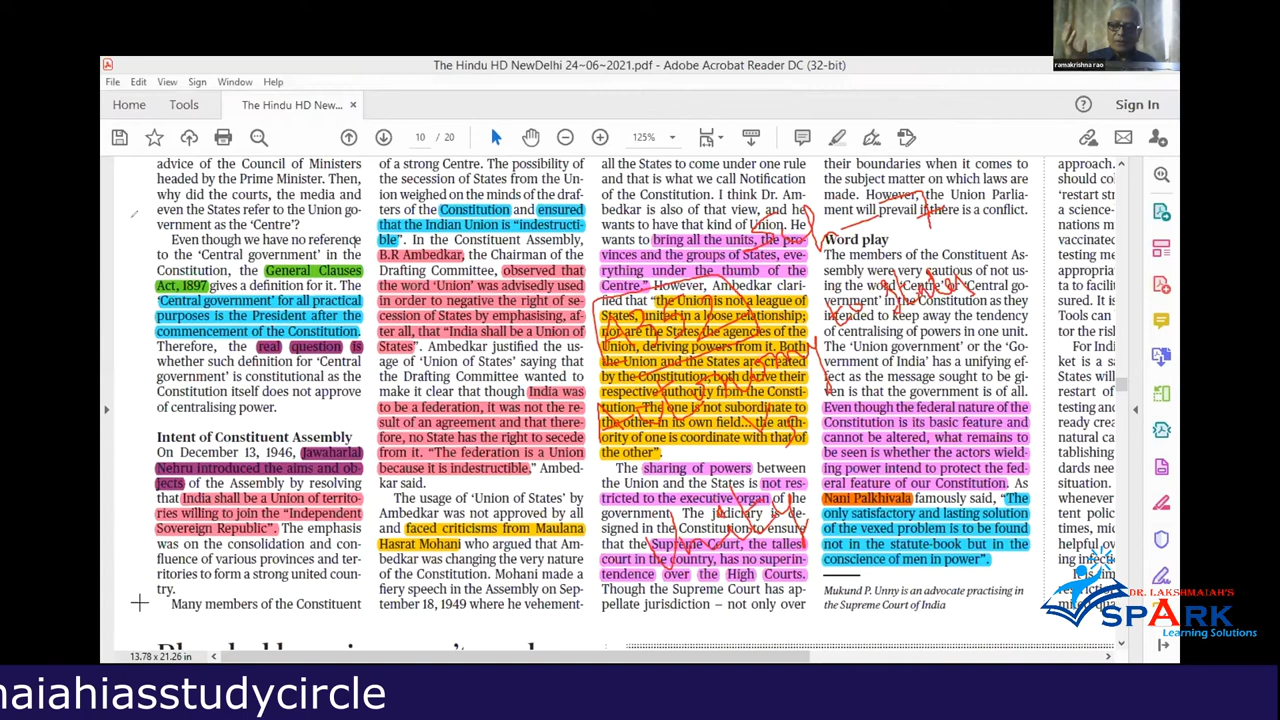 ramakrishna rao
The Hindu HD NewDelhi 24~06~2021.pdf - Adobe Acrobat Reader DC (32-bit)
File Edit View Sign Window Help
Home Tools The Hindu HD New... × Sign In
10 / 20 125%
advice of the Council of Ministers
headed by the Prime Minister. Then,
why did the courts, the media and
even the States refer to the Union go-
vernment as the ‘Centre’?
Even though we have no reference
to the ‘Central government’ in the
Constitution, the General Clauses
Act, 1897 gives a definition for it. The
‘Central government’ for all practical
purposes is the President after the
commencement of the Constitution.
Therefore, the real question is
whether such definition for ‘Central
government’ is constitutional as the
Constitution itself does not approve
of centralising power.
Intent of Constituent Assembly
On December 13, 1946, Jawaharlal
Nehru introduced the aims and ob-
jects of the Assembly by resolving
that India shall be a Union of territo-
ries willing to join the “Independent
Sovereign Republic”. The emphasis
was on the consolidation and con-
fluence of various provinces and ter-
ritories to form a strong united coun-
try.
Many members of the Constituent
of a strong Centre. The possibility of
the secession of States from the Un-
ion weighed on the minds of the draf-
ters of the Constitution and ensured
that the Indian Union is “indestructi-
ble”. In the Constituent Assembly,
B.R Ambedkar, the Chairman of the
Drafting Committee, observed that
the word ‘Union’ was advisedly used
in order to negative the right of se-
cession of States by emphasising, af-
ter all, that “India shall be a Union of
States”. Ambedkar justified the us-
age of ‘Union of States’ saying that
the Drafting Committee wanted to
make it clear that though India was
to be a federation, it was not the re-
sult of an agreement and that there-
fore, no State has the right to secede
from it. “The federation is a Union
because it is indestructible,” Ambed-
kar said.
The usage of ‘Union of States’ by
Ambedkar was not approved by all
and faced criticisms from Maulana
Hasrat Mohani who argued that Am-
bedkar was changing the very nature
of the Constitution. Mohani made a
fiery speech in the Assembly on Sep-
tember 18, 1949 where he vehement-
all the States to come under one rule
and that is what we call Notification
of the Constitution. I think Dr. Am-
bedkar is also of that view, and he
wants to have that kind of Union. He
wants to bring all the units, the pro-
vinces and the groups of States, eve-
rything under the thumb of the
Centre.” However, Ambedkar clari-
fied that “the Union is not a league of
States, united in a loose relationship;
nor are the States the agencies of the
Union, deriving powers from it. Both
the Union and the States are created
by the Constitution, both derive their
respective authority from the Consti-
tution. The one is not subordinate to
the other in its own field... the auth-
ority of one is coordinate with that of
the other”.
The sharing of powers between
the Union and the States is not res-
tricted to the executive organ of the
government. The judiciary is de-
signed in the Constitution to ensure
that the Supreme Court, the tallest
court in the country, has no superin-
tendence over the High Courts.
Though the Supreme Court has ap-
pellate jurisdiction – not only over
their boundaries when it comes to
the subject matter on which laws are
made. However, the Union Parlia-
ment will prevail if there is a conflict.
Word play
The members of the Constituent As-
sembly were very cautious of not us-
ing the word ‘Centre’ or ‘Central go-
vernment’ in the Constitution as they
intended to keep away the tendency
of centralising of powers in one unit.
The ‘Union government’ or the ‘Go-
vernment of India’ has a unifying ef-
fect as the message sought to be gi-
ven is that the government is of all.
Even though the federal nature of the
Constitution is its basic feature and
cannot be altered, what remains to
be seen is whether the actors wield-
ing power intend to protect the fed-
eral feature of our Constitution. As
Nani Palkhivala famously said, “The
only satisfactory and lasting solution
of the vexed problem is to be found
not in the statute-book but in the
conscience of men in power”.
Mukund P. Unny is an advocate practising in
the Supreme Court of India
approach.
should co
‘restart st
a science-
nations m
vaccinated
testing me
appropria
to facilita
sured. It is
Tools can
for the risk
For Indi
ket is a sa
States will
restart of
testing and
ready crea
natural ca
tablishing
dards nee
situation.
whenever
tent polic
times, mic
helpful ov
ing infecti
13.78 x 21.26 in
DR. LAKSHMAIAH'S
SPARK
Learning Solutions
naiahiasstudycircle